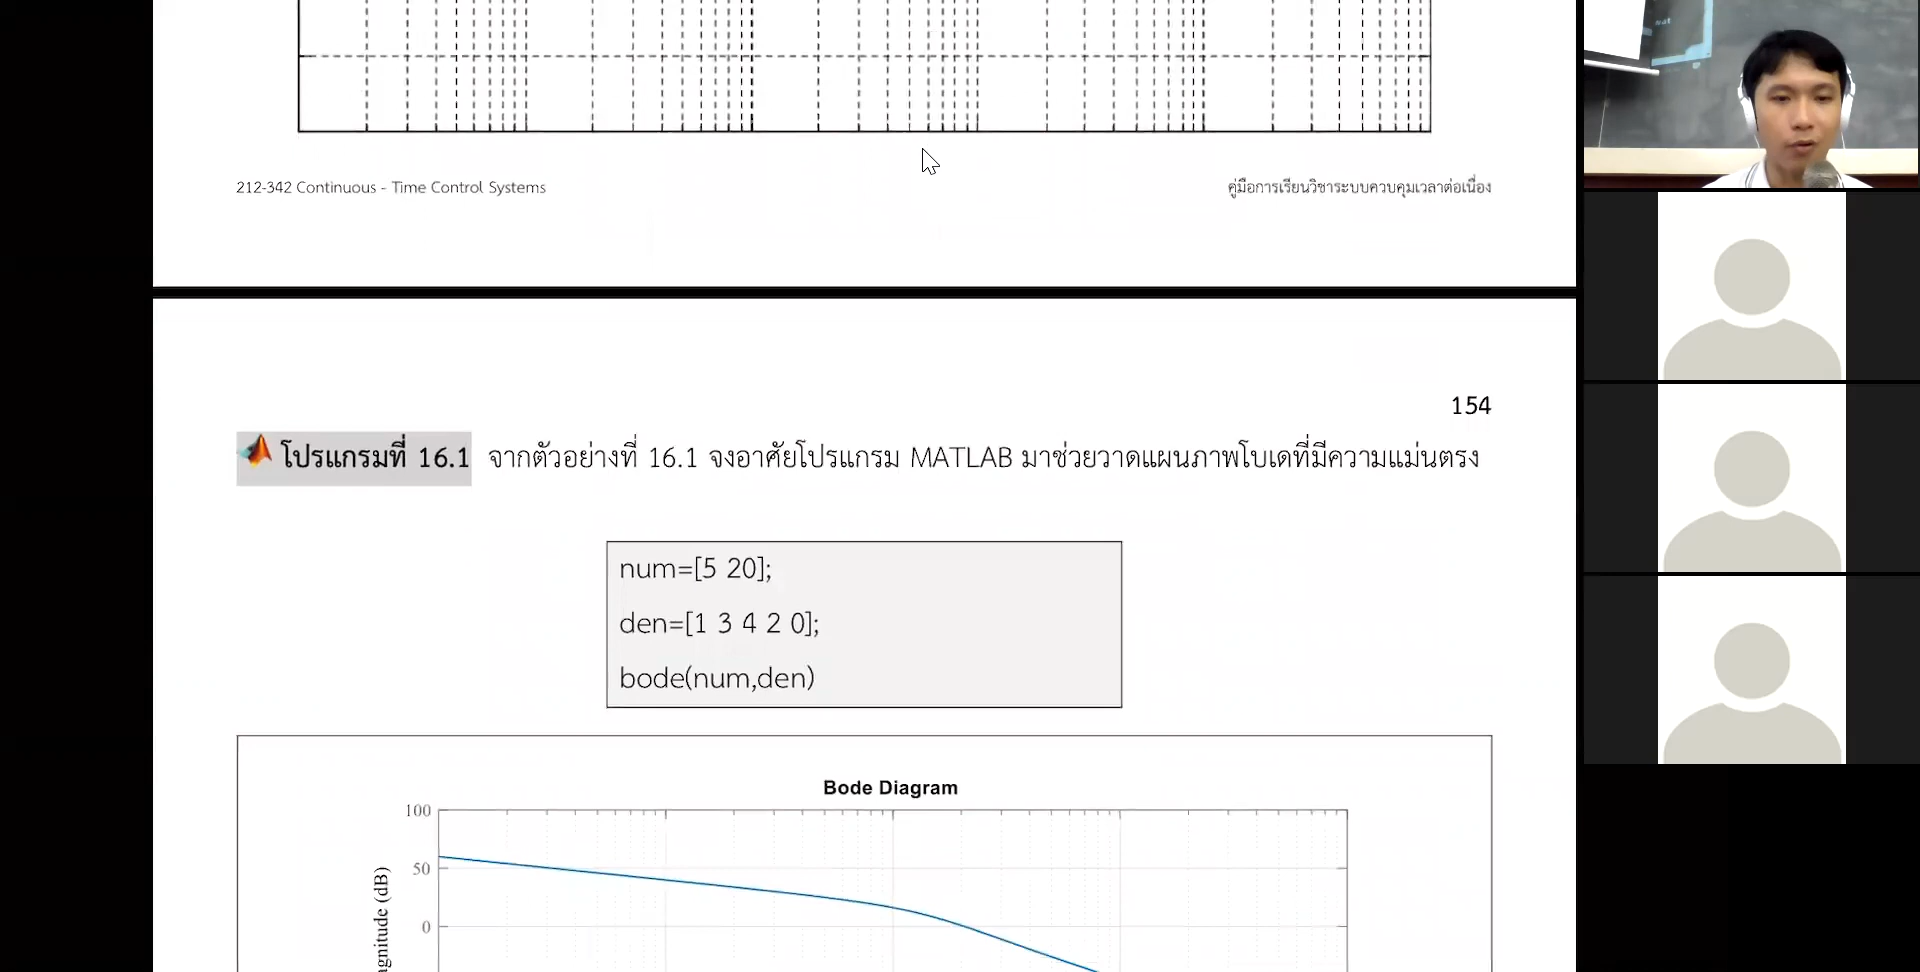 212-342 Continuous - Time Control Systems
คู่มือการเรียนวิชาระบบควบคุมเวลาต่อเนื่อง
154
โปรแกรมที่ 16.1 จากตัวอย่างที่ 16.1 จงอาศัยโปรแกรม MATLAB มาช่วยวาดแผนภาพโบเดที่มีความแม่นตรง
num=[5 20];
den=[1 3 4 2 0];
bode(num,den)
Bode Diagram
100
50
0
agnitude (dB)